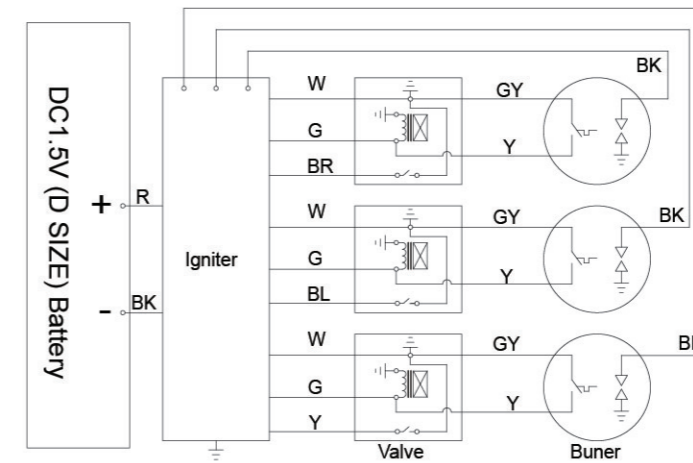 DC1.5V (D SIZE) Battery
+
R
-
BK
Igniter
W
G
BR
W
G
BL
W
G
Y
Valve
GY
Y
GY
Y
GY
Y
BK
BK
Buner